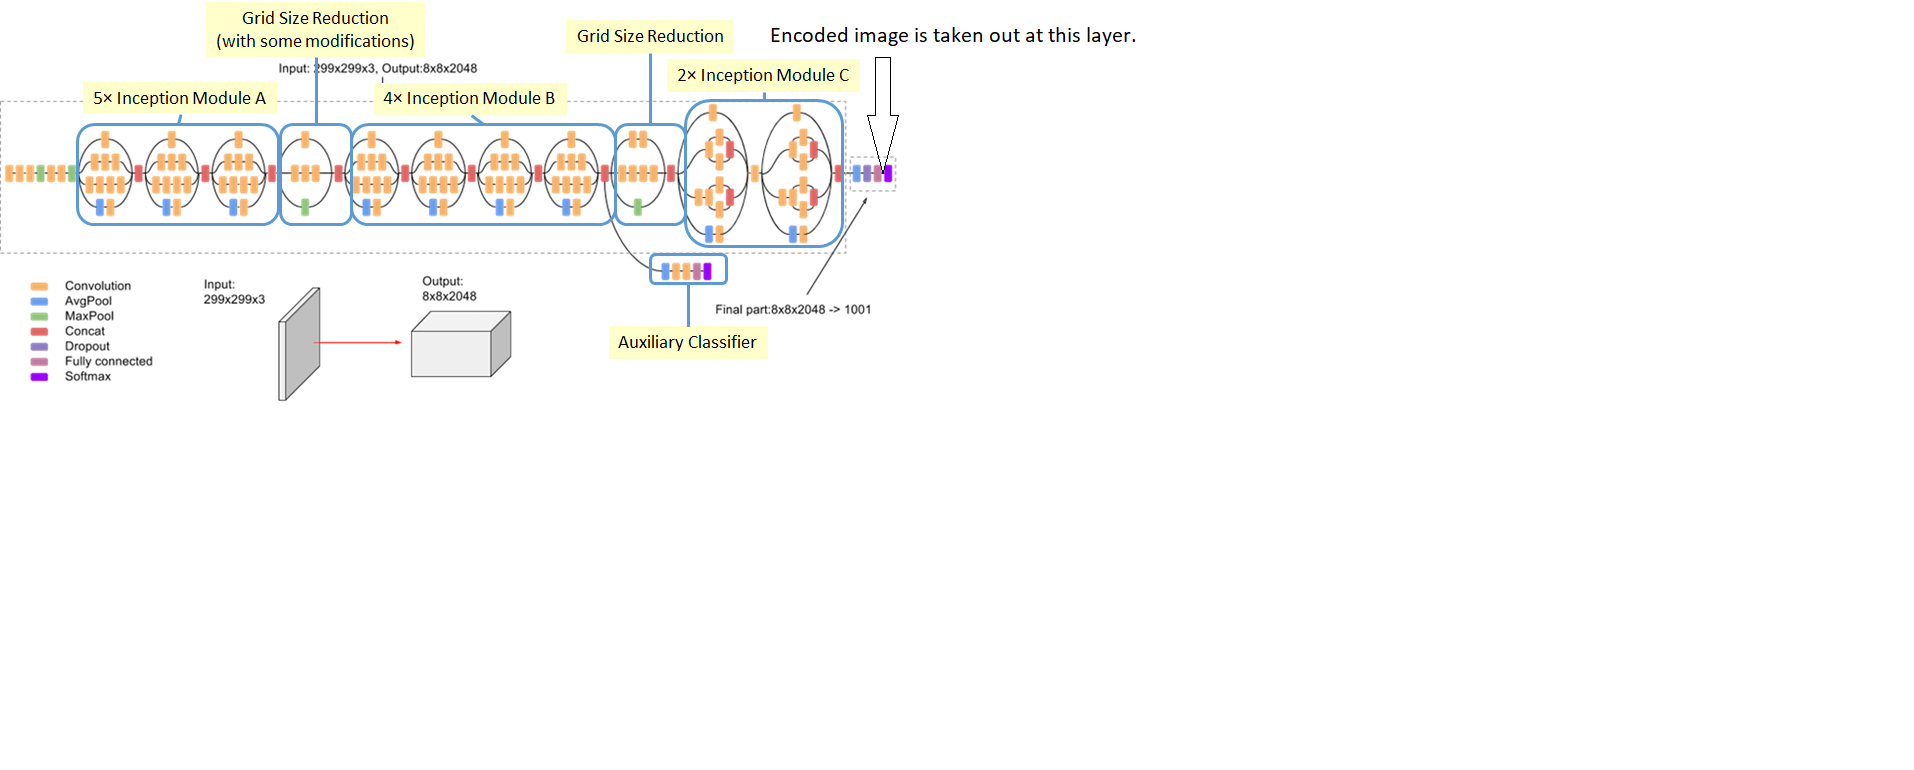 Grid Size Reduction
(with some modifications)
Grid Size Reduction
Encoded image is taken out at this layer.
Input: 299x299x3, Output:8x8x2048
2× Inception Module C
5× Inception Module A
4× Inception Module B
Convolution
AvgPool
MaxPool
Concat
Dropout
Fully connected
Softmax
Input:
299x299x3
Output:
8x8x2048
Final part:8x8x2048 -> 1001
Auxiliary Classifier